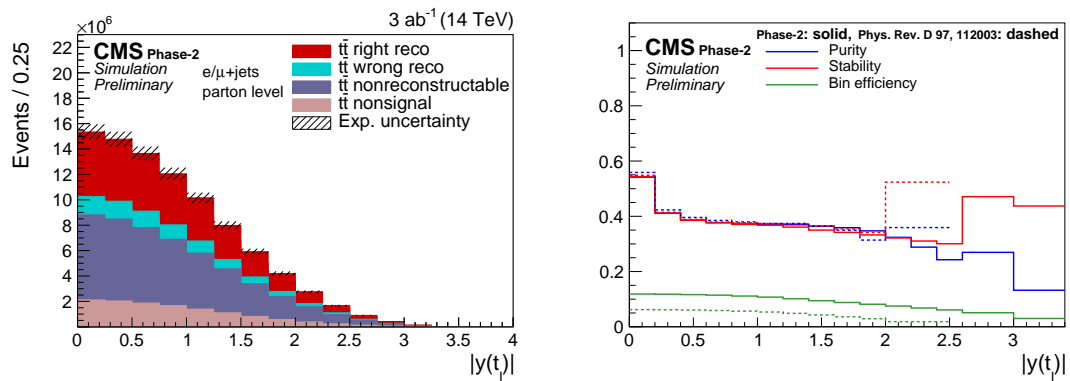 ×10⁶
3 ab⁻¹ (14 TeV)
Events / 0.25
22
20
18
16
14
12
10
8
6
4
2
CMS Phase-2
Simulation
Preliminary
e/μ+jets
parton level
tt̄ right reco
tt̄ wrong reco
tt̄ nonreconstructable
tt̄ nonsignal
Exp. uncertainty
0 0.5 1 1.5 2 2.5 3 3.5 4
|y(tₗ)|
Phase-2: solid, Phys. Rev. D 97, 112003: dashed
CMS Phase-2
Simulation
Preliminary
Purity
Stability
Bin efficiency
1
0.8
0.6
0.4
0.2
0
0 0.5 1 1.5 2 2.5 3
|y(tₗ)|